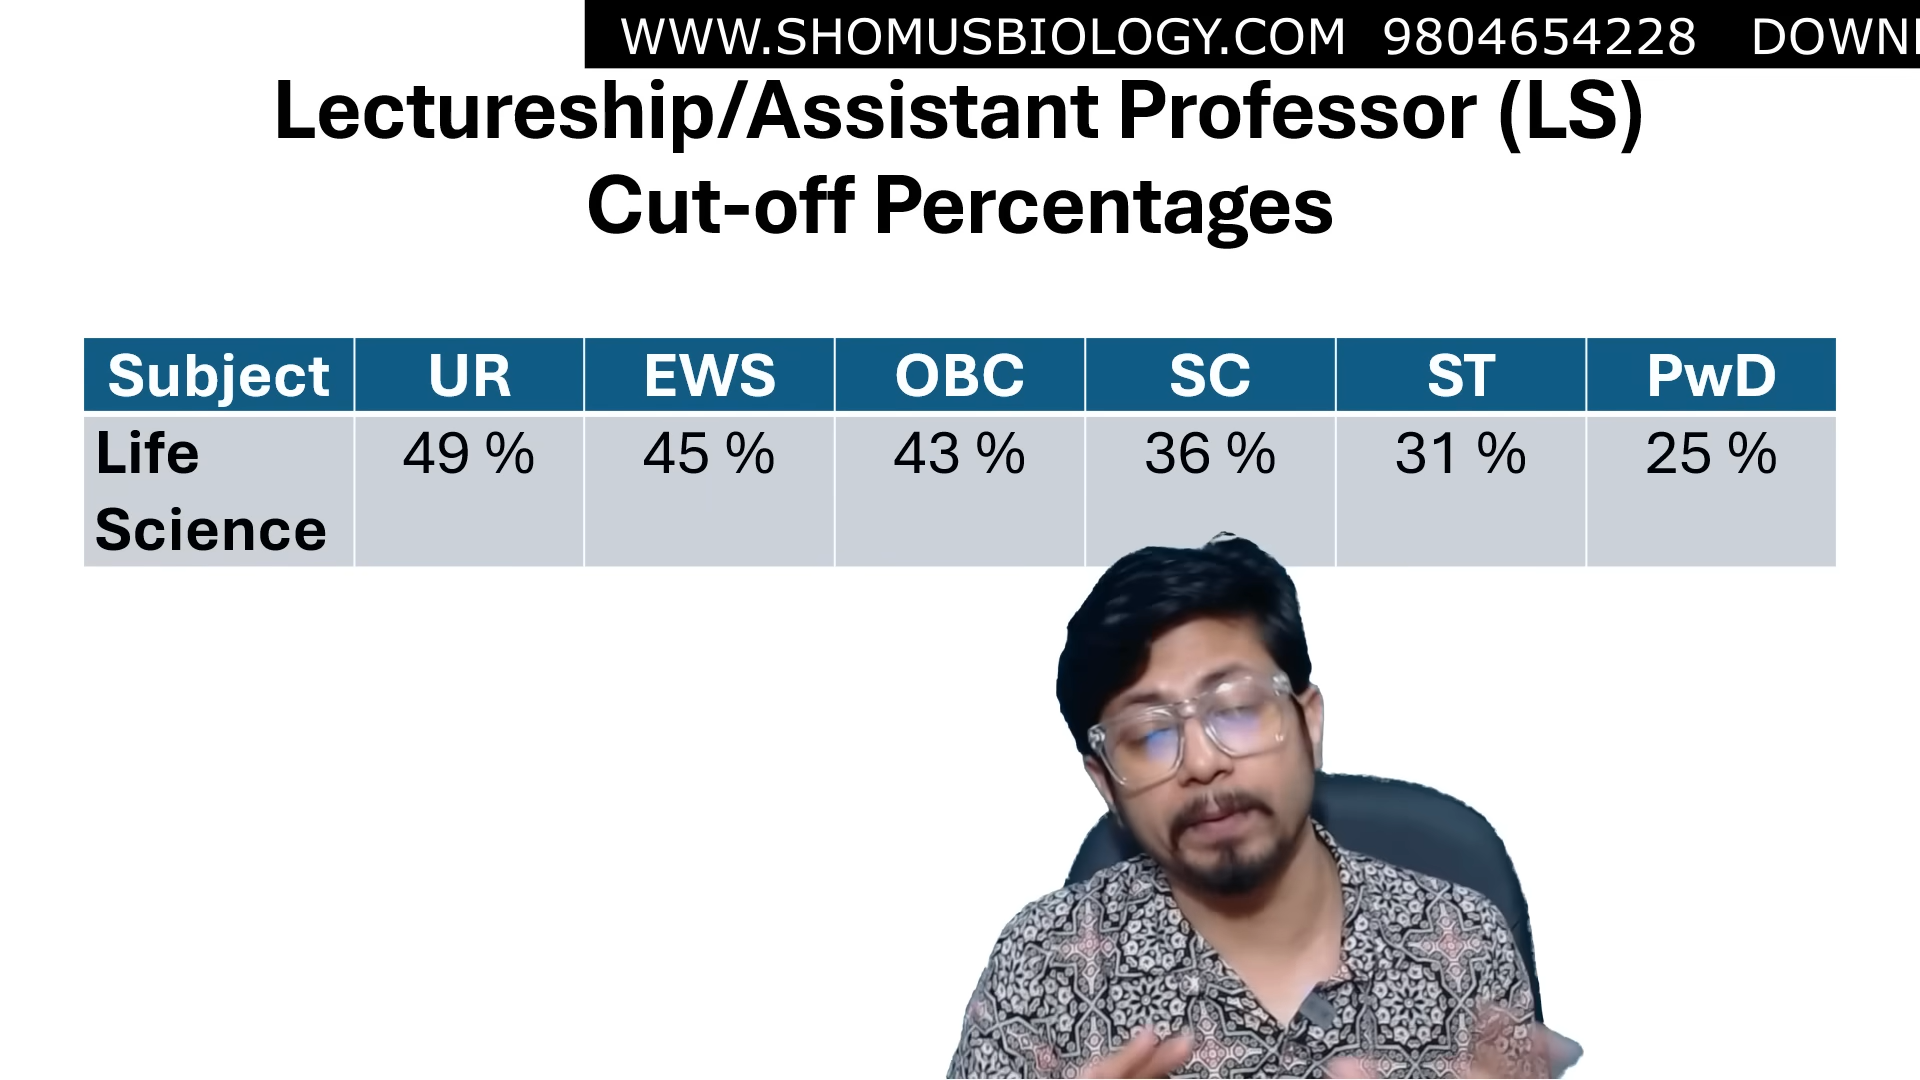 WWW.SHOMUSBIOLOGY.COM 9804654228 DOWN
Lectureship/Assistant Professor (LS)
Cut-off Percentages
Subject UR EWS OBC SC ST PwD
Life Science 49 % 45 % 43 % 36 % 31 % 25 %